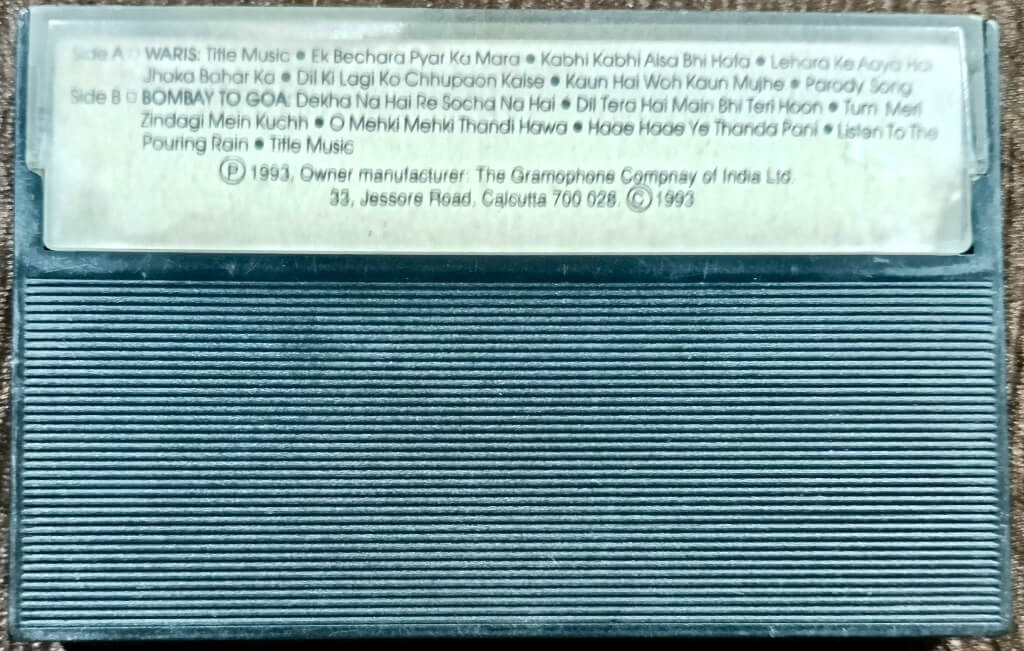 Side A □ WARIS: Title Music • Ek Bechara Pyar Ka Mara • Kabhi Kabhi Aisa Bhi Hota • Lehara Ke Aaya Hai
Jhoka Bahar Ka • Dil Ki Lagi Ko Chhupaon Kaise • Kaun Hai Woh Kaun Mujhe • Parody Song
Side B □ BOMBAY TO GOA: Dekha Na Hai Re Socha Na Hai • Dil Tera Hai Main Bhi Teri Hoon • Tum Meri
Zindagi Mein Kuchh • O Mehki Mehki Thandi Hawa • Haae Haae Ye Thanda Pani • Listen To The
Pouring Rain • Title Music
Ⓟ 1993, Owner manufacturer: The Gramophone Compnay of India Ltd.
33, Jessore Road, Calcutta 700 028. © 1993